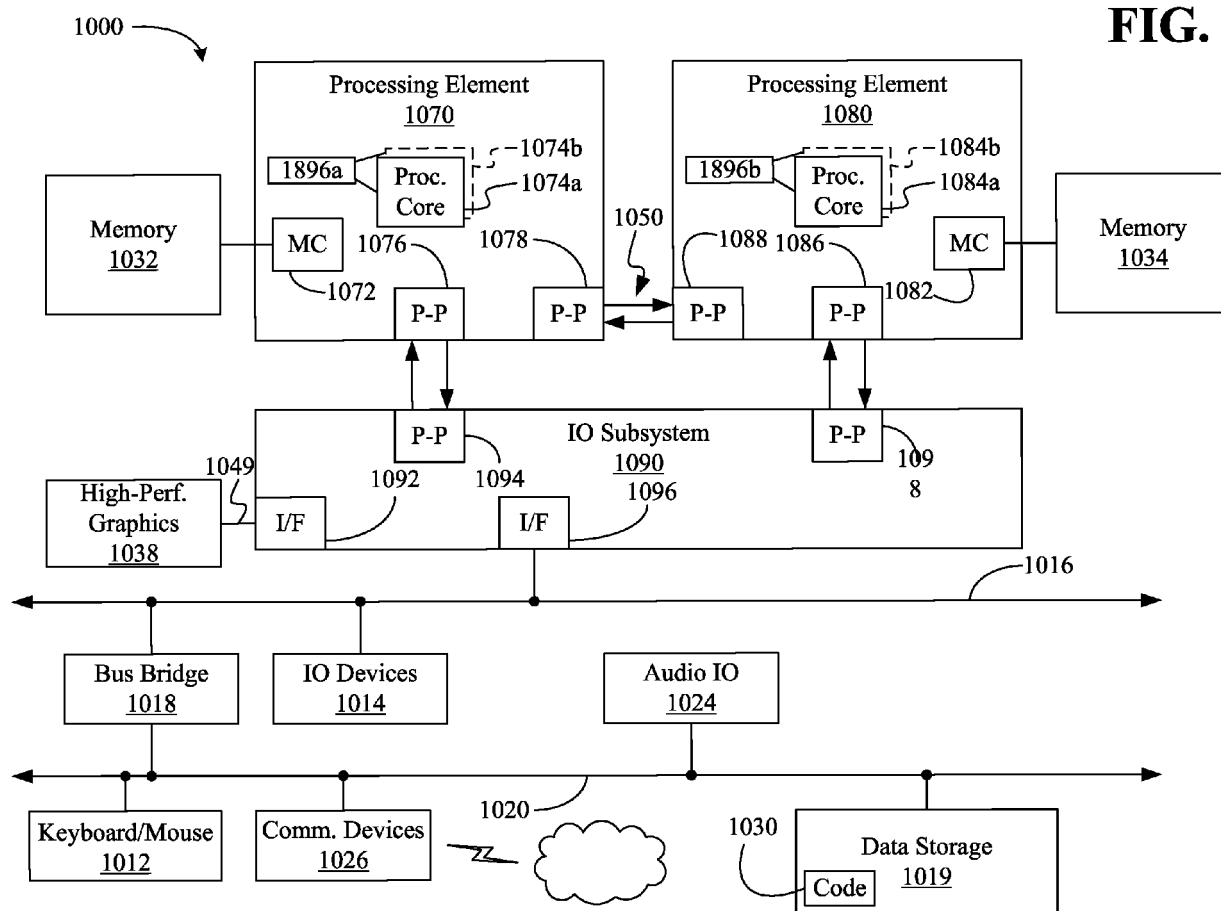 FIG.
1000
Processing Element
1070
1896a
Proc.
Core
1074b
1074a
MC
1072
1076
1078
P-P
P-P
1050
Processing Element
1080
1896b
Proc.
Core
1084b
1084a
1088
1086
MC
1082
P-P
P-P
Memory
1032
Memory
1034
P-P
IO Subsystem
1090
P-P
1092
1094
1096
109
8
1049
High-Perf.
Graphics
1038
I/F
I/F
1016
Bus Bridge
1018
IO Devices
1014
Audio IO
1024
1020
Keyboard/Mouse
1012
Comm. Devices
1026
1030
Data Storage
1019
Code